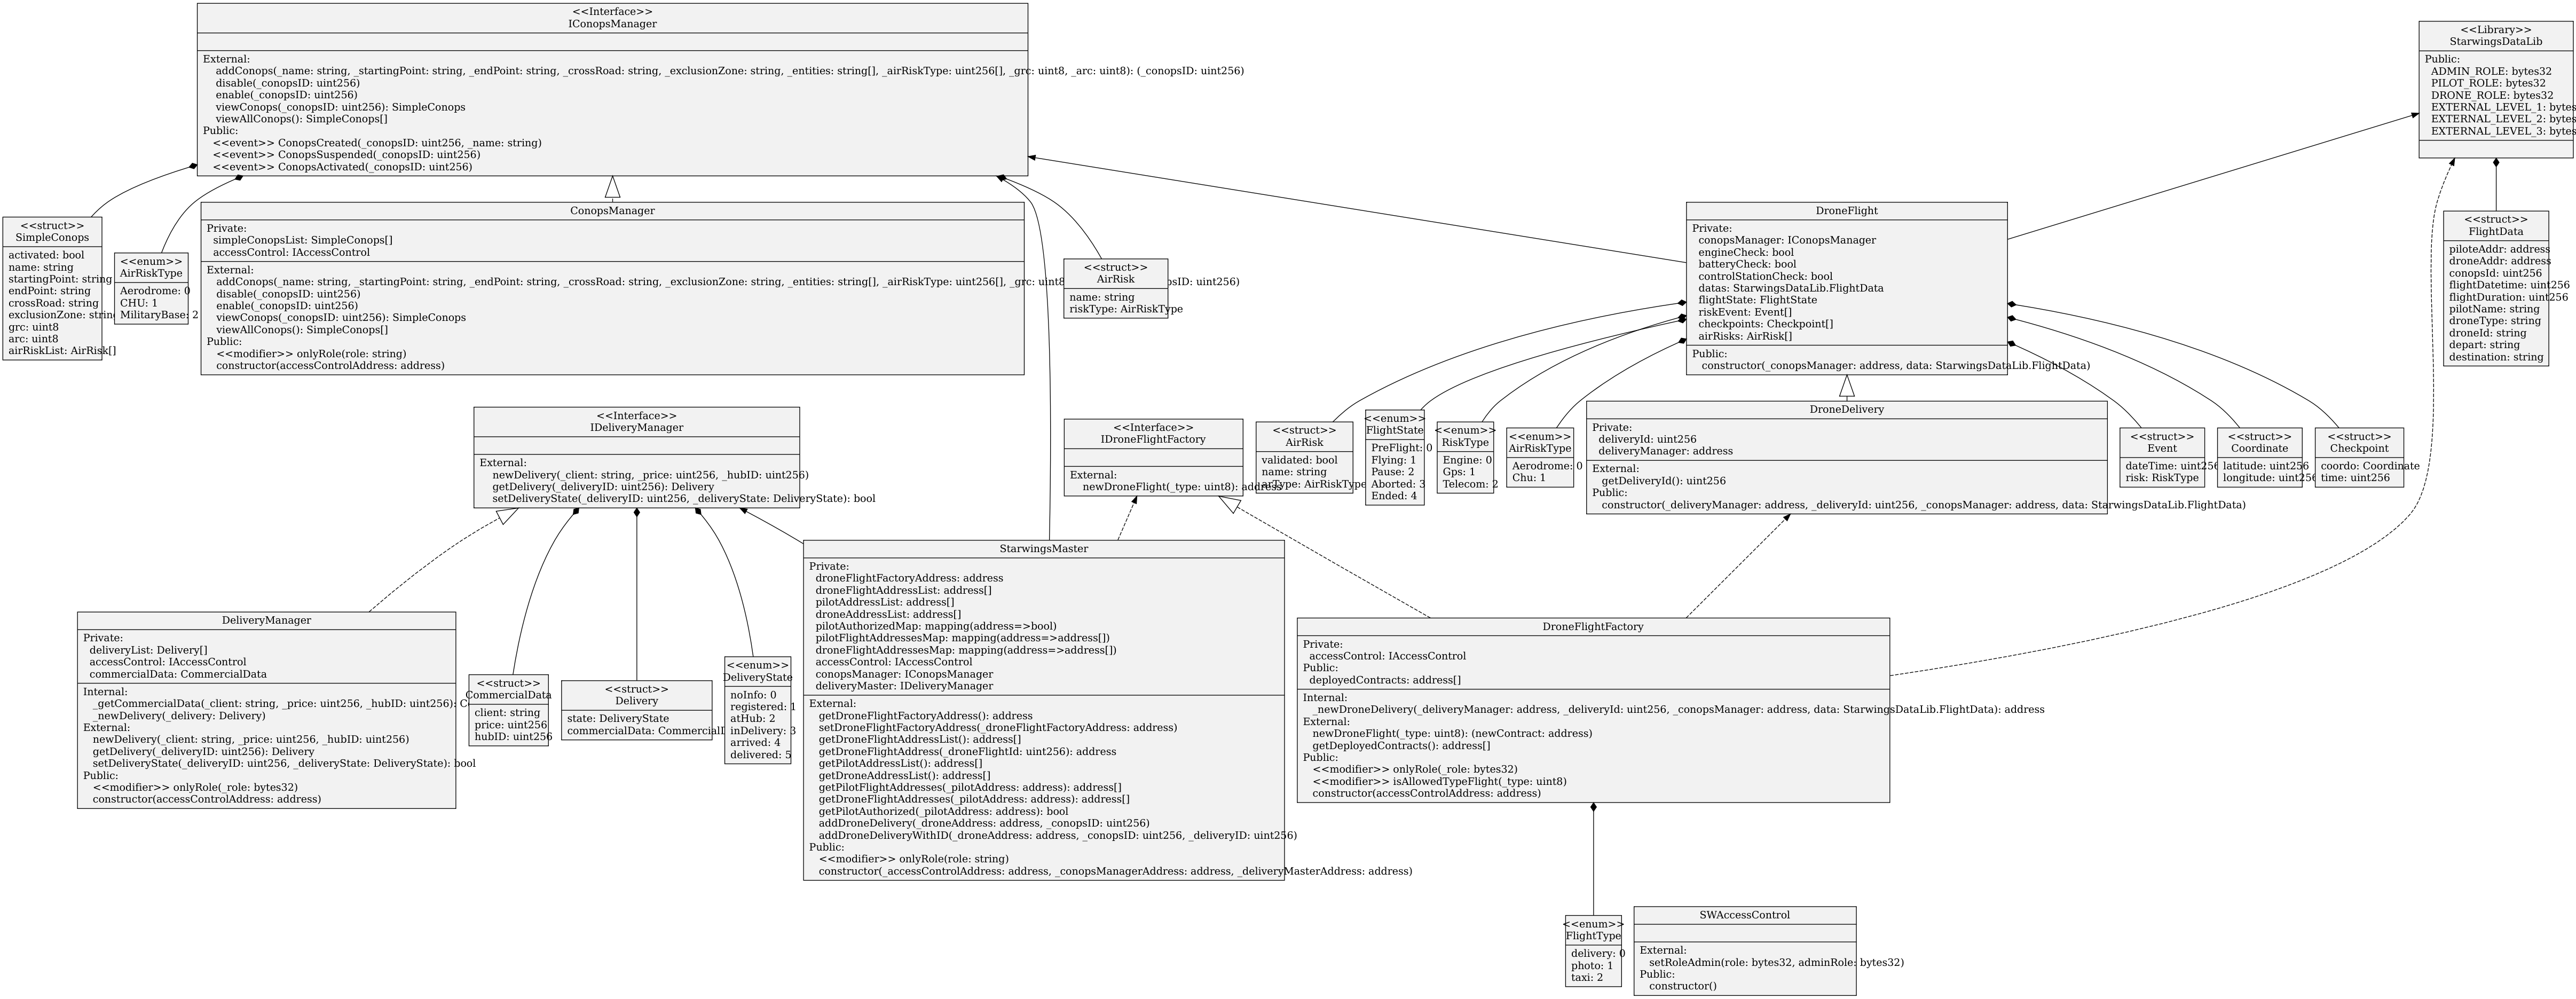 <<Interface>>
IConopsManager
External:
addConops(_name: string, _startingPoint: string, _endPoint: string, _crossRoad: string, _exclusionZone: string, _entities: string[], _airRiskType: uint256[], _grc: uint8, _arc: uint8): (_conopsID: uint256)
disable(_conopsID: uint256)
enable(_conopsID: uint256)
viewConops(_conopsID: uint256): SimpleConops
viewAllConops(): SimpleConops[]
Public:
<<event>> ConopsCreated(_conopsID: uint256, _name: string)
<<event>> ConopsSuspended(_conopsID: uint256)
<<event>> ConopsActivated(_conopsID: uint256)
<<Library>>
StarwingsDataLib
Public:
ADMIN_ROLE: bytes32
PILOT_ROLE: bytes32
DRONE_ROLE: bytes32
EXTERNAL_LEVEL_1: bytes
EXTERNAL_LEVEL_2: bytes
EXTERNAL_LEVEL_3: bytes
<<struct>>
SimpleConops
activated: bool
name: string
startingPoint: string
endPoint: string
crossRoad: string
exclusionZone: string
grc: uint8
arc: uint8
airRiskList: AirRisk[]
<<enum>>
AirRiskType
Aerodrome: 0
CHU: 1
MilitaryBase: 2
ConopsManager
Private:
simpleConopsList: SimpleConops[]
accessControl: IAccessControl
External:
addConops(_name: string, _startingPoint: string, _endPoint: string, _crossRoad: string, _exclusionZone: string, _entities: string[], _airRiskType: uint256[], _grc: uint8 opsID: uint256)
disable(_conopsID: uint256)
enable(_conopsID: uint256)
viewConops(_conopsID: uint256): SimpleConops
viewAllConops(): SimpleConops[]
Public:
<<modifier>> onlyRole(role: string)
constructor(accessControlAddress: address)
<<struct>>
AirRisk
name: string
riskType: AirRiskType
DroneFlight
Private:
conopsManager: IConopsManager
engineCheck: bool
batteryCheck: bool
controlStationCheck: bool
datas: StarwingsDataLib.FlightData
flightState: FlightState
riskEvent: Event[]
checkpoints: Checkpoint[]
airRisks: AirRisk[]
Public:
constructor(_conopsManager: address, data: StarwingsDataLib.FlightData)
<<struct>>
FlightData
piloteAddr: address
droneAddr: address
conopsId: uint256
flightDatetime: uint256
flightDuration: uint256
pilotName: string
droneType: string
droneId: string
depart: string
destination: string
<<Interface>>
IDeliveryManager
External:
newDelivery(_client: string, _price: uint256, _hubID: uint256)
getDelivery(_deliveryID: uint256): Delivery
setDeliveryState(_deliveryID: uint256, _deliveryState: DeliveryState): bool
<<Interface>>
IDroneFlightFactory
External:
newDroneFlight(_type: uint8): address
<<struct>>
AirRisk
validated: bool
name: string
arType: AirRiskType
<<enum>>
FlightState
PreFlight: 0
Flying: 1
Pause: 2
Aborted: 3
Ended: 4
<<enum>>
RiskType
Engine: 0
Gps: 1
Telecom: 2
<<enum>>
AirRiskType
Aerodrome: 0
Chu: 1
DroneDelivery
Private:
deliveryId: uint256
deliveryManager: address
External:
getDeliveryId(): uint256
Public:
constructor(_deliveryManager: address, _deliveryId: uint256, _conopsManager: address, data: StarwingsDataLib.FlightData)
<<struct>>
Event
dateTime: uint256
risk: RiskType
<<struct>>
Coordinate
latitude: uint256
longitude: uint256
<<struct>>
Checkpoint
coordo: Coordinate
time: uint256
DeliveryManager
Private:
deliveryList: Delivery[]
accessControl: IAccessControl
commercialData: CommercialData
Internal:
_getCommercialData(_client: string, _price: uint256, _hubID: uint256): C
_newDelivery(_delivery: Delivery)
External:
newDelivery(_client: string, _price: uint256, _hubID: uint256)
getDelivery(_deliveryID: uint256): Delivery
setDeliveryState(_deliveryID: uint256, _deliveryState: DeliveryState): bool
Public:
<<modifier>> onlyRole(_role: bytes32)
constructor(accessControlAddress: address)
<<struct>>
CommercialData
client: string
price: uint256
hubID: uint256
<<struct>>
Delivery
state: DeliveryState
commercialData: CommercialI
<<enum>>
DeliveryState
noInfo: 0
registered: 1
atHub: 2
inDelivery: 3
arrived: 4
delivered: 5
StarwingsMaster
Private:
droneFlightFactoryAddress: address
droneFlightAddressList: address[]
pilotAddressList: address[]
droneAddressList: address[]
pilotAuthorizedMap: mapping(address=>bool)
pilotFlightAddressesMap: mapping(address=>address[])
droneFlightAddressesMap: mapping(address=>address[])
accessControl: IAccessControl
conopsManager: IConopsManager
deliveryMaster: IDeliveryManager
External:
getDroneFlightFactoryAddress(): address
setDroneFlightFactoryAddress(_droneFlightFactoryAddress: address)
getDroneFlightAddressList(): address[]
getDroneFlightAddress(_droneFlightId: uint256): address
getPilotAddressList(): address[]
getDroneAddressList(): address[]
getPilotFlightAddresses(_pilotAddress: address): address[]
getDroneFlightAddresses(_pilotAddress: address): address[]
getPilotAuthorized(_pilotAddress: address): bool
addDroneDelivery(_droneAddress: address, _conopsID: uint256)
addDroneDeliveryWithID(_droneAddress: address, _conopsID: uint256, _deliveryID: uint256)
Public:
<<modifier>> onlyRole(role: string)
constructor(_accessControlAddress: address, _conopsManagerAddress: address, _deliveryMasterAddress: address)
DroneFlightFactory
Private:
accessControl: IAccessControl
Public:
deployedContracts: address[]
Internal:
_newDroneDelivery(_deliveryManager: address, _deliveryId: uint256, _conopsManager: address, data: StarwingsDataLib.FlightData): address
External:
newDroneFlight(_type: uint8): (newContract: address)
getDeployedContracts(): address[]
Public:
<<modifier>> onlyRole(_role: bytes32)
<<modifier>> isAllowedTypeFlight(_type: uint8)
constructor(accessControlAddress: address)
<<enum>>
FlightType
delivery: 0
photo: 1
taxi: 2
SWAccessControl
External:
setRoleAdmin(role: bytes32, adminRole: bytes32)
Public:
constructor()